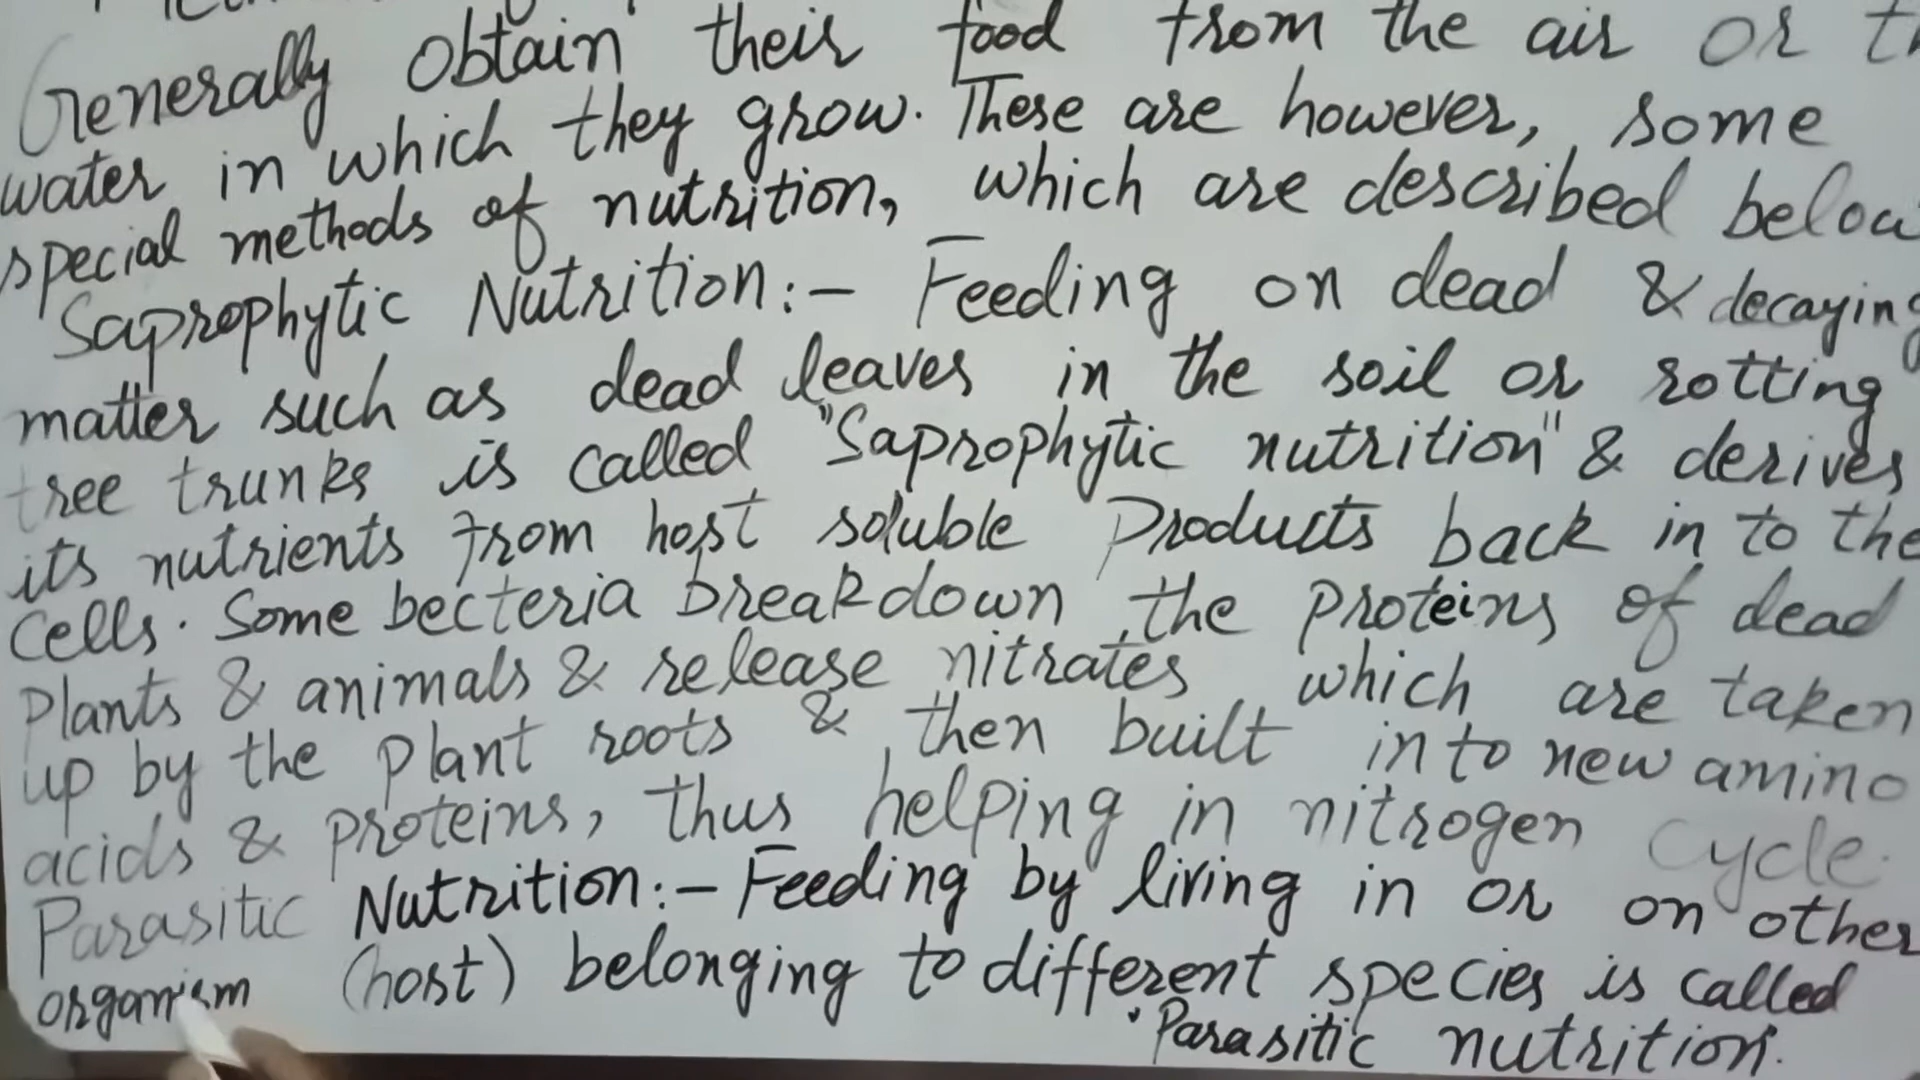 Generally obtain their food from the air or
water in which they grow. These are however, some
special methods of nutrition, which are described below
Saprophytic Nutrition:- Feeding on dead & decaying
matter such as dead leaves in the soil or rotting
tree trunks is called "Saprophytic nutrition" & derives
its nutrients from host soluble Products back in to the
Cells. Some becteria breakdown the proteins of dead
Plants & animals & release nitrates which are taken
up by the plant roots & then built in to new amino
acids & proteins, thus helping in nitrogen Cycle.
Parasitic Nutrition:- Feeding by living in or on other
organism (host) belonging to different species is called
Parasitic nutrition.